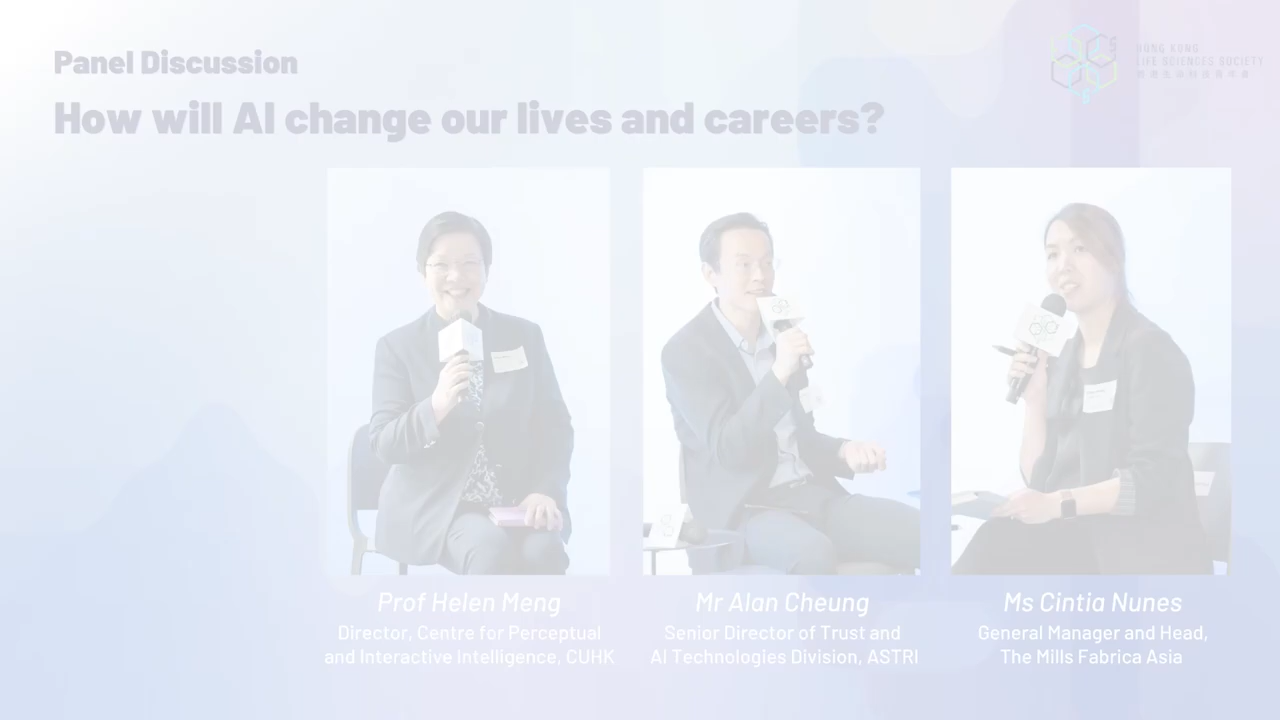 Panel Discussion
How will AI change our lives and careers?
HONG KONG
LIFE SCIENCES SOCIETY
Prof Helen Meng
Director, Centre for Perceptual
and Interactive Intelligence, CUHK
Mr Alan Cheung
Senior Director of Trust and
AI Technologies Division, ASTRI
Ms Cintia Nunes
General Manager and Head,
The Mills Fabrica Asia